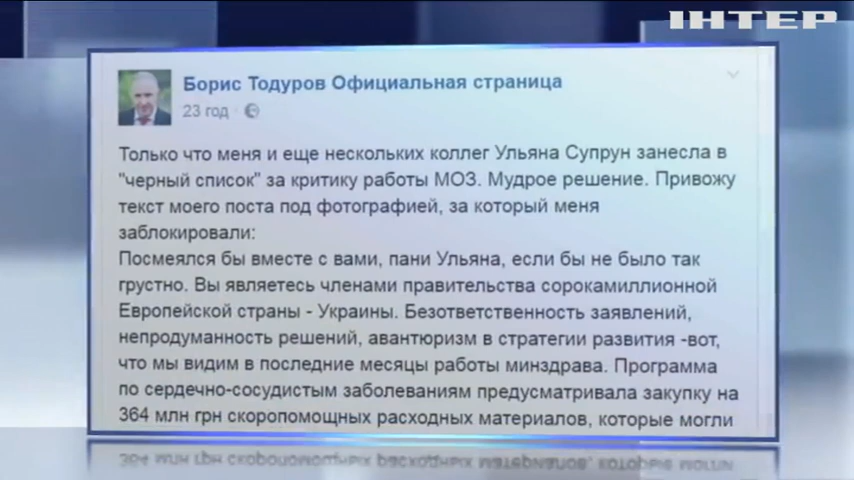 ІНТЕР
Борис Тодуров Официальная страница
23 год
Только что меня и еще нескольких коллег Ульяна Супрун занесла в
"черный список" за критику работы МОЗ. Мудрое решение. Привожу
текст моего поста под фотографией, за который меня
заблокировали:
Посмеялся бы вместе с вами, пани Ульяна, если бы не было так
грустно. Вы являетесь членами правительства сорокамиллионной
Европейской страны - Украины. Безответственность заявлений,
непродуманность решений, авантюризм в стратегии развития -вот,
что мы видим в последние месяцы работы минздрава. Программа
по сердечно-сосудистым заболеваниям предусматривала закупку на
364 млн грн скоропомощных расходных материалов, которые могли